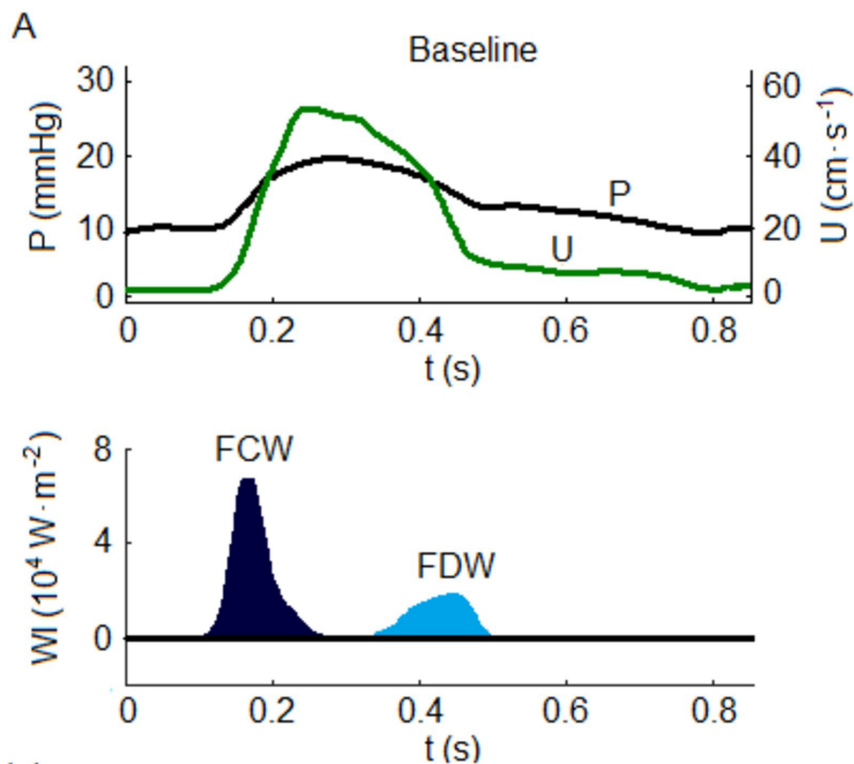 A
Baseline
P (mmHg)
30
20
10
0
U (cm·s⁻¹)
60
40
20
0
P
U
0 0.2 0.4 0.6 0.8
t (s)
WI (10⁴ W·m⁻²)
8
4
0
FCW
FDW
0 0.2 0.4 0.6 0.8
t (s)